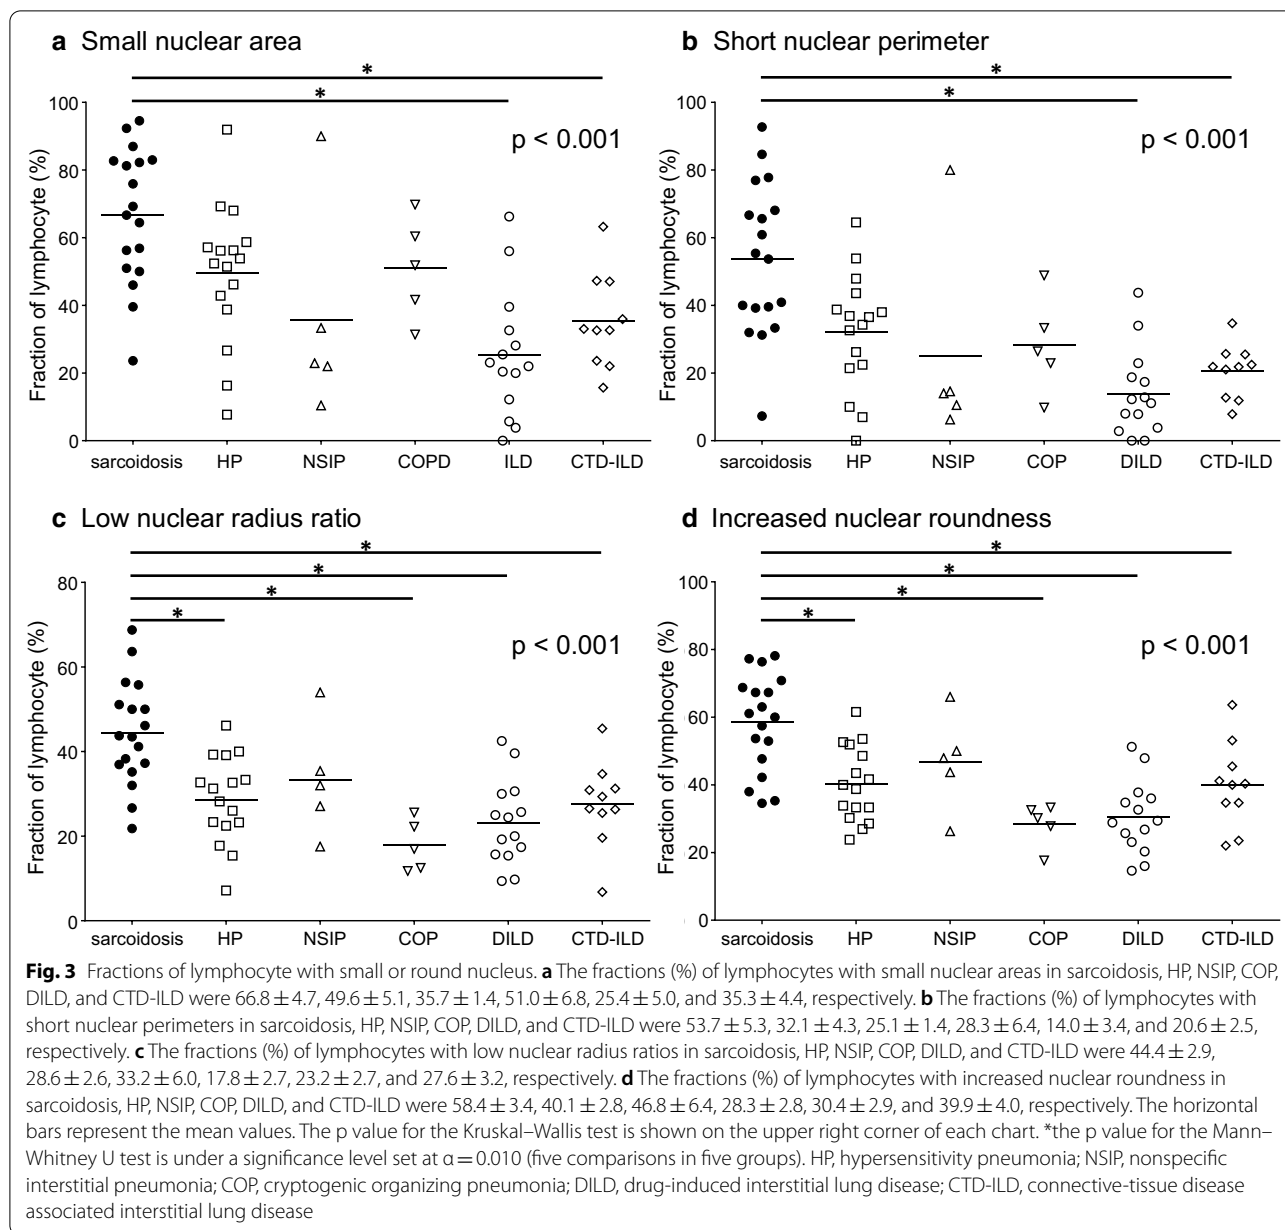 a Small nuclear area
*
*
p < 0.001
Fraction of lymphocyte (%)
100
80
60
40
20
0
sarcoidosis HP NSIP COPD ILD CTD-ILD
b Short nuclear perimeter
*
*
p < 0.001
Fraction of lymphocyte (%)
100
80
60
40
20
0
sarcoidosis HP NSIP COP DILD CTD-ILD
c Low nuclear radius ratio
*
*
*
*
p < 0.001
Fraction of lymphocyte (%)
80
60
40
20
0
sarcoidosis HP NSIP COP DILD CTD-ILD
d Increased nuclear roundness
*
*
*
*
p < 0.001
Fraction of lymphocyte (%)
100
80
60
40
20
0
sarcoidosis HP NSIP COP DILD CTD-ILD
Fig. 3 Fractions of lymphocyte with small or round nucleus. a The fractions (%) of lymphocytes with small nuclear areas in sarcoidosis, HP, NSIP, COP,
DILD, and CTD-ILD were 66.8 ± 4.7, 49.6 ± 5.1, 35.7 ± 1.4, 51.0 ± 6.8, 25.4 ± 5.0, and 35.3 ± 4.4, respectively. b The fractions (%) of lymphocytes with
short nuclear perimeters in sarcoidosis, HP, NSIP, COP, DILD, and CTD-ILD were 53.7 ± 5.3, 32.1 ± 4.3, 25.1 ± 1.4, 28.3 ± 6.4, 14.0 ± 3.4, and 20.6 ± 2.5,
respectively. c The fractions (%) of lymphocytes with low nuclear radius ratios in sarcoidosis, HP, NSIP, COP, DILD, and CTD-ILD were 44.4 ± 2.9,
28.6 ± 2.6, 33.2 ± 6.0, 17.8 ± 2.7, 23.2 ± 2.7, and 27.6 ± 3.2, respectively. d The fractions (%) of lymphocytes with increased nuclear roundness in
sarcoidosis, HP, NSIP, COP, DILD, and CTD-ILD were 58.4 ± 3.4, 40.1 ± 2.8, 46.8 ± 6.4, 28.3 ± 2.8, 30.4 ± 2.9, and 39.9 ± 4.0, respectively. The horizontal
bars represent the mean values. The p value for the Kruskal–Wallis test is shown on the upper right corner of each chart. *the p value for the Mann–
Whitney U test is under a significance level set at α = 0.010 (five comparisons in five groups). HP, hypersensitivity pneumonia; NSIP, nonspecific
interstitial pneumonia; COP, cryptogenic organizing pneumonia; DILD, drug-induced interstitial lung disease; CTD-ILD, connective-tissue disease
associated interstitial lung disease